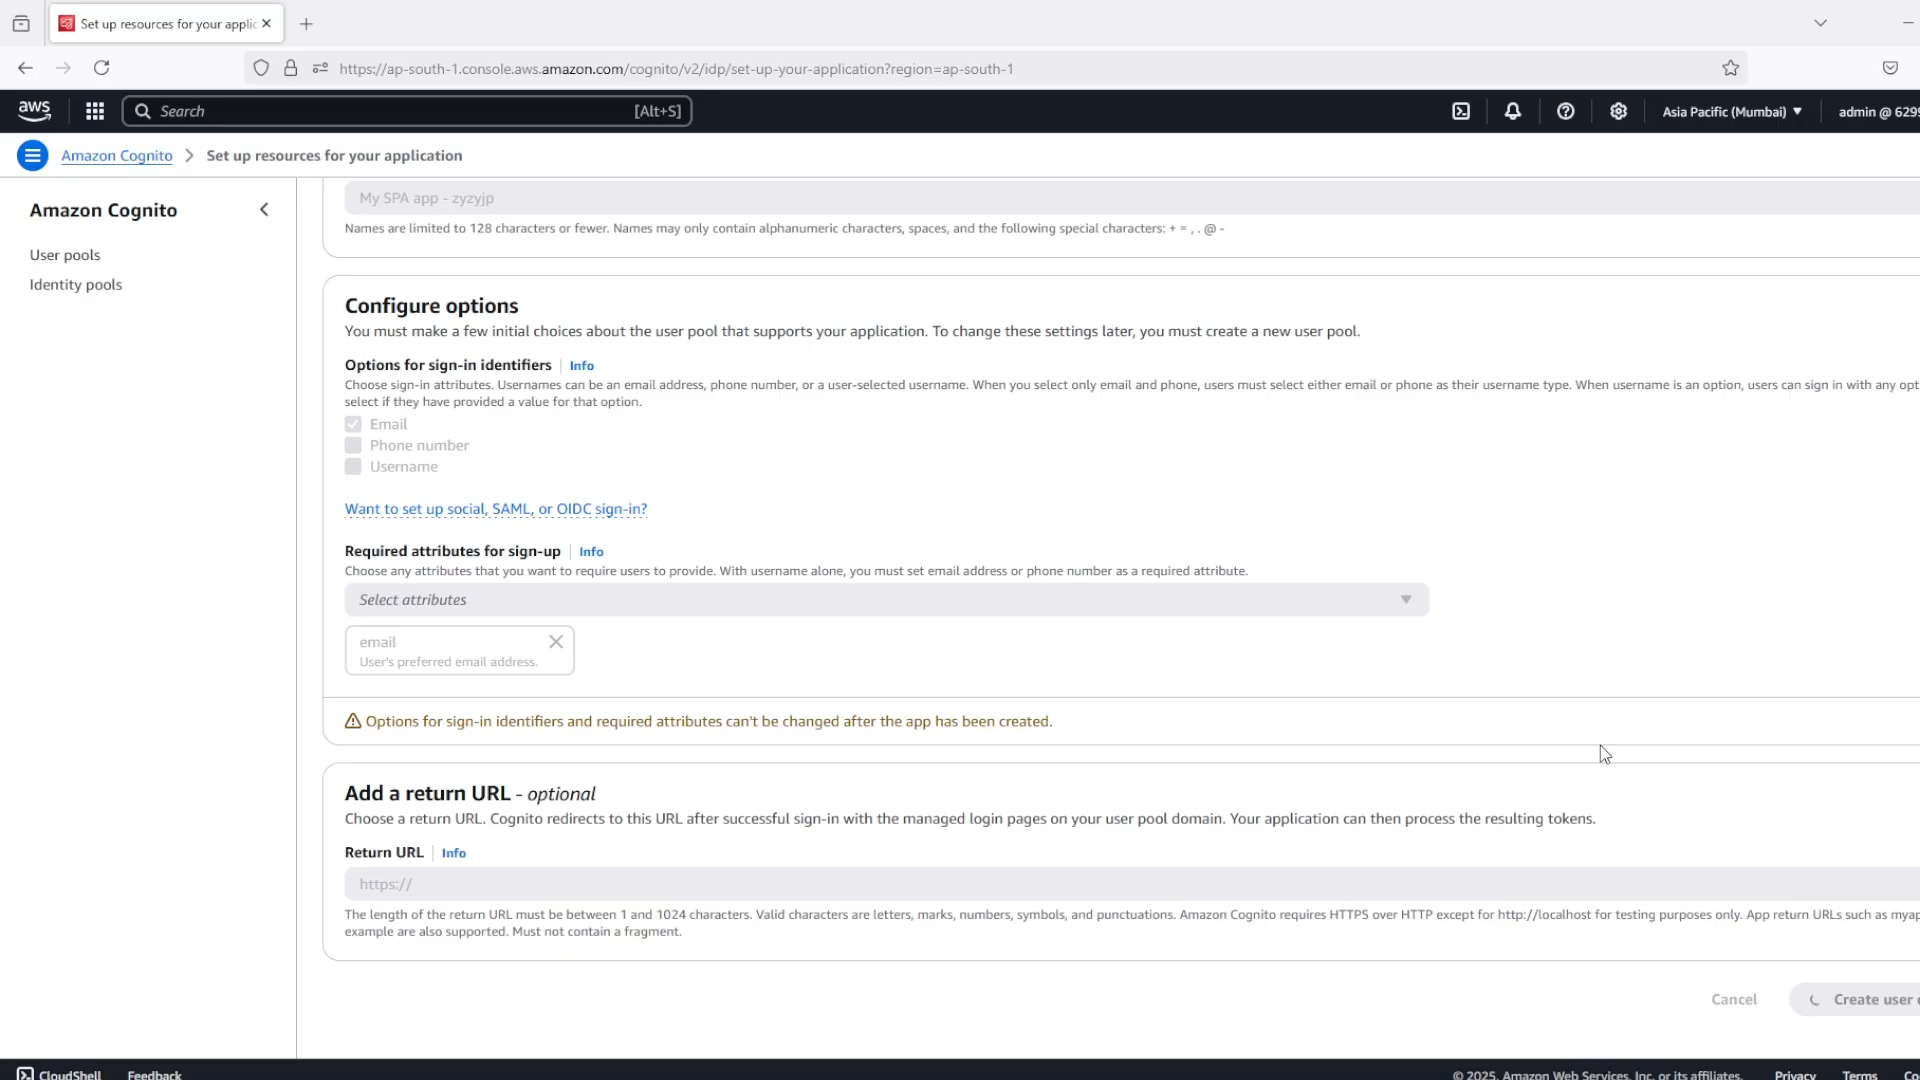 Set up resources for your applic
https://ap-south-1.console.aws.amazon.com/cognito/v2/idp/set-up-your-application?region=ap-south-1
aws
Search
[Alt+S]
Asia Pacific (Mumbai)
admin @ 629
Amazon Cognito
Set up resources for your application
Amazon Cognito
User pools
Identity pools
My SPA app - zyzyjp
Names are limited to 128 characters or fewer. Names may only contain alphanumeric characters, spaces, and the following special characters: + = , . @ -
Configure options
You must make a few initial choices about the user pool that supports your application. To change these settings later, you must create a new user pool.
Options for sign-in identifiers
Info
Choose sign-in attributes. Usernames can be an email address, phone number, or a user-selected username. When you select only email and phone, users must select either email or phone as their username type. When username is an option, users can sign in with any opt
select if they have provided a value for that option.
Email
Phone number
Username
Want to set up social, SAML, or OIDC sign-in?
Required attributes for sign-up
Info
Choose any attributes that you want to require users to provide. With username alone, you must set email address or phone number as a required attribute.
Select attributes
email
User's preferred email address.
Options for sign-in identifiers and required attributes can't be changed after the app has been created.
Add a return URL - optional
Choose a return URL. Cognito redirects to this URL after successful sign-in with the managed login pages on your user pool domain. Your application can then process the resulting tokens.
Return URL
Info
https://
The length of the return URL must be between 1 and 1024 characters. Valid characters are letters, marks, numbers, symbols, and punctuations. Amazon Cognito requires HTTPS over HTTP except for http://localhost for testing purposes only. App return URLs such as myap
example are also supported. Must not contain a fragment.
Cancel
Create user
CloudShell
Feedback
© 2025, Amazon Web Services, Inc. or its affiliates.
Privacy
Terms
Co